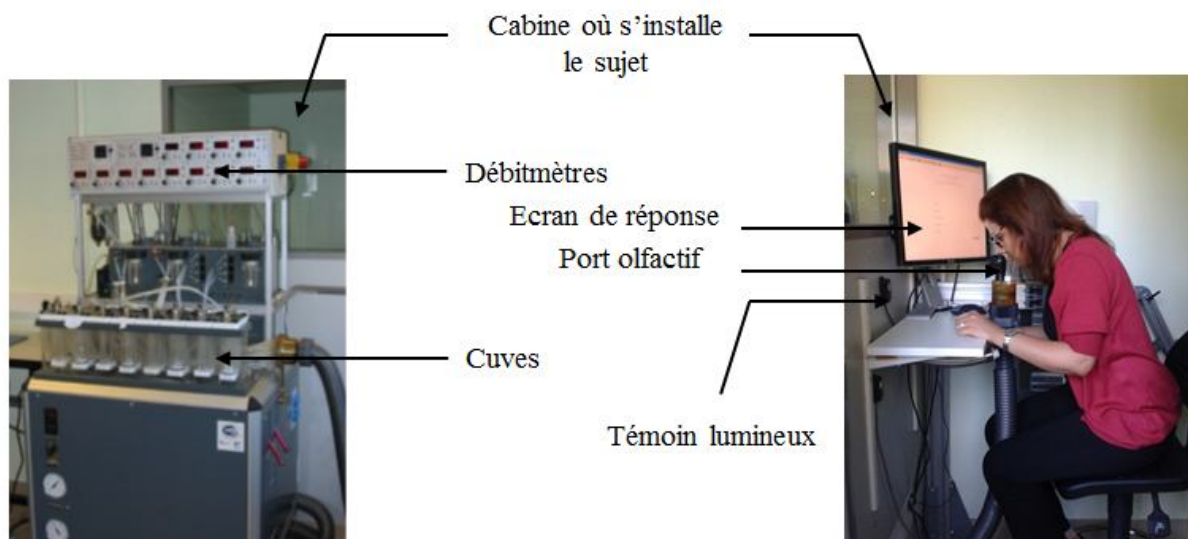 Cabine où s’installe
le sujet
Débitmètres
Ecran de réponse
Port olfactif
Cuves
Témoin lumineux